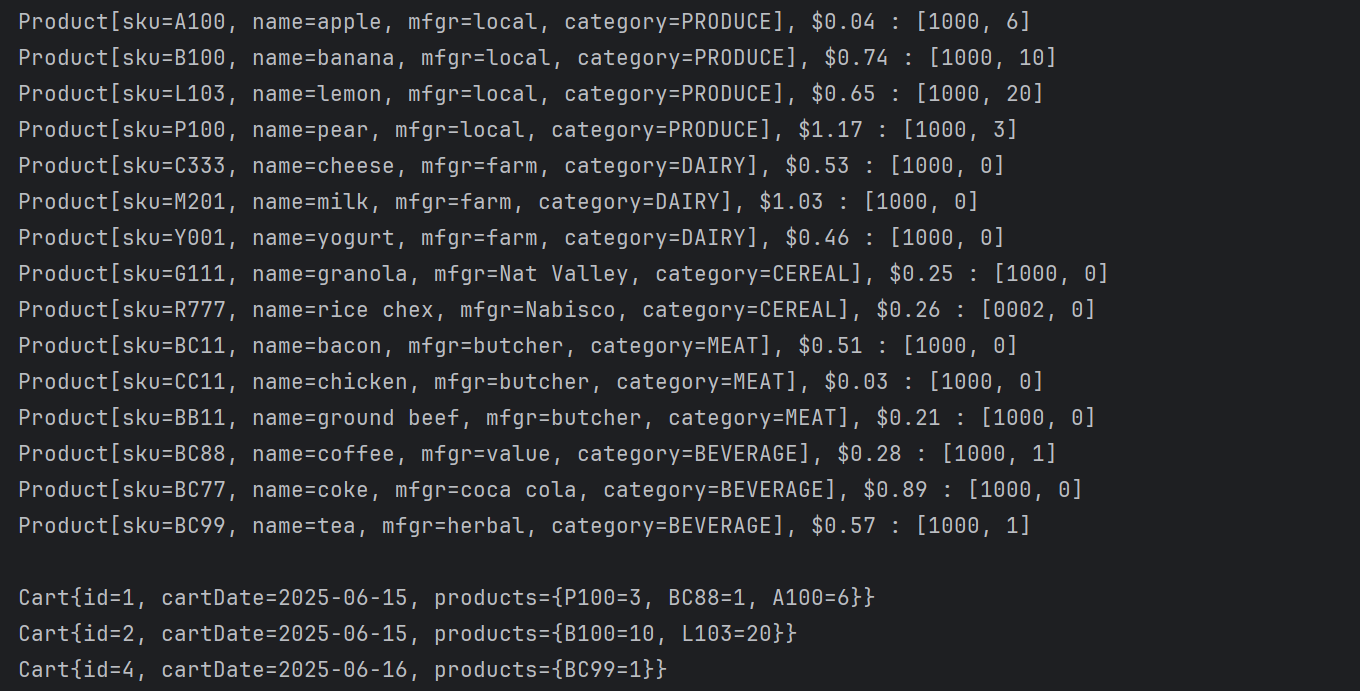 Product[sku=A100, name=apple, mfgr=local, category=PRODUCE], $0.04 : [1000, 6]
Product[sku=B100, name=banana, mfgr=local, category=PRODUCE], $0.74 : [1000, 10]
Product[sku=L103, name=lemon, mfgr=local, category=PRODUCE], $0.65 : [1000, 20]
Product[sku=P100, name=pear, mfgr=local, category=PRODUCE], $1.17 : [1000, 3]
Product[sku=C333, name=cheese, mfgr=farm, category=DAIRY], $0.53 : [1000, 0]
Product[sku=M201, name=milk, mfgr=farm, category=DAIRY], $1.03 : [1000, 0]
Product[sku=Y001, name=yogurt, mfgr=farm, category=DAIRY], $0.46 : [1000, 0]
Product[sku=G111, name=granola, mfgr=Nat Valley, category=CEREAL], $0.25 : [1000, 0]
Product[sku=R777, name=rice chex, mfgr=Nabisco, category=CEREAL], $0.26 : [0002, 0]
Product[sku=BC11, name=bacon, mfgr=butcher, category=MEAT], $0.51 : [1000, 0]
Product[sku=CC11, name=chicken, mfgr=butcher, category=MEAT], $0.03 : [1000, 0]
Product[sku=BB11, name=ground beef, mfgr=butcher, category=MEAT], $0.21 : [1000, 0]
Product[sku=BC88, name=coffee, mfgr=value, category=BEVERAGE], $0.28 : [1000, 1]
Product[sku=BC77, name=coke, mfgr=coca cola, category=BEVERAGE], $0.89 : [1000, 0]
Product[sku=BC99, name=tea, mfgr=herbal, category=BEVERAGE], $0.57 : [1000, 1]
Cart{id=1, cartDate=2025-06-15, products={P100=3, BC88=1, A100=6}}
Cart{id=2, cartDate=2025-06-15, products={B100=10, L103=20}}
Cart{id=4, cartDate=2025-06-16, products={BC99=1}}